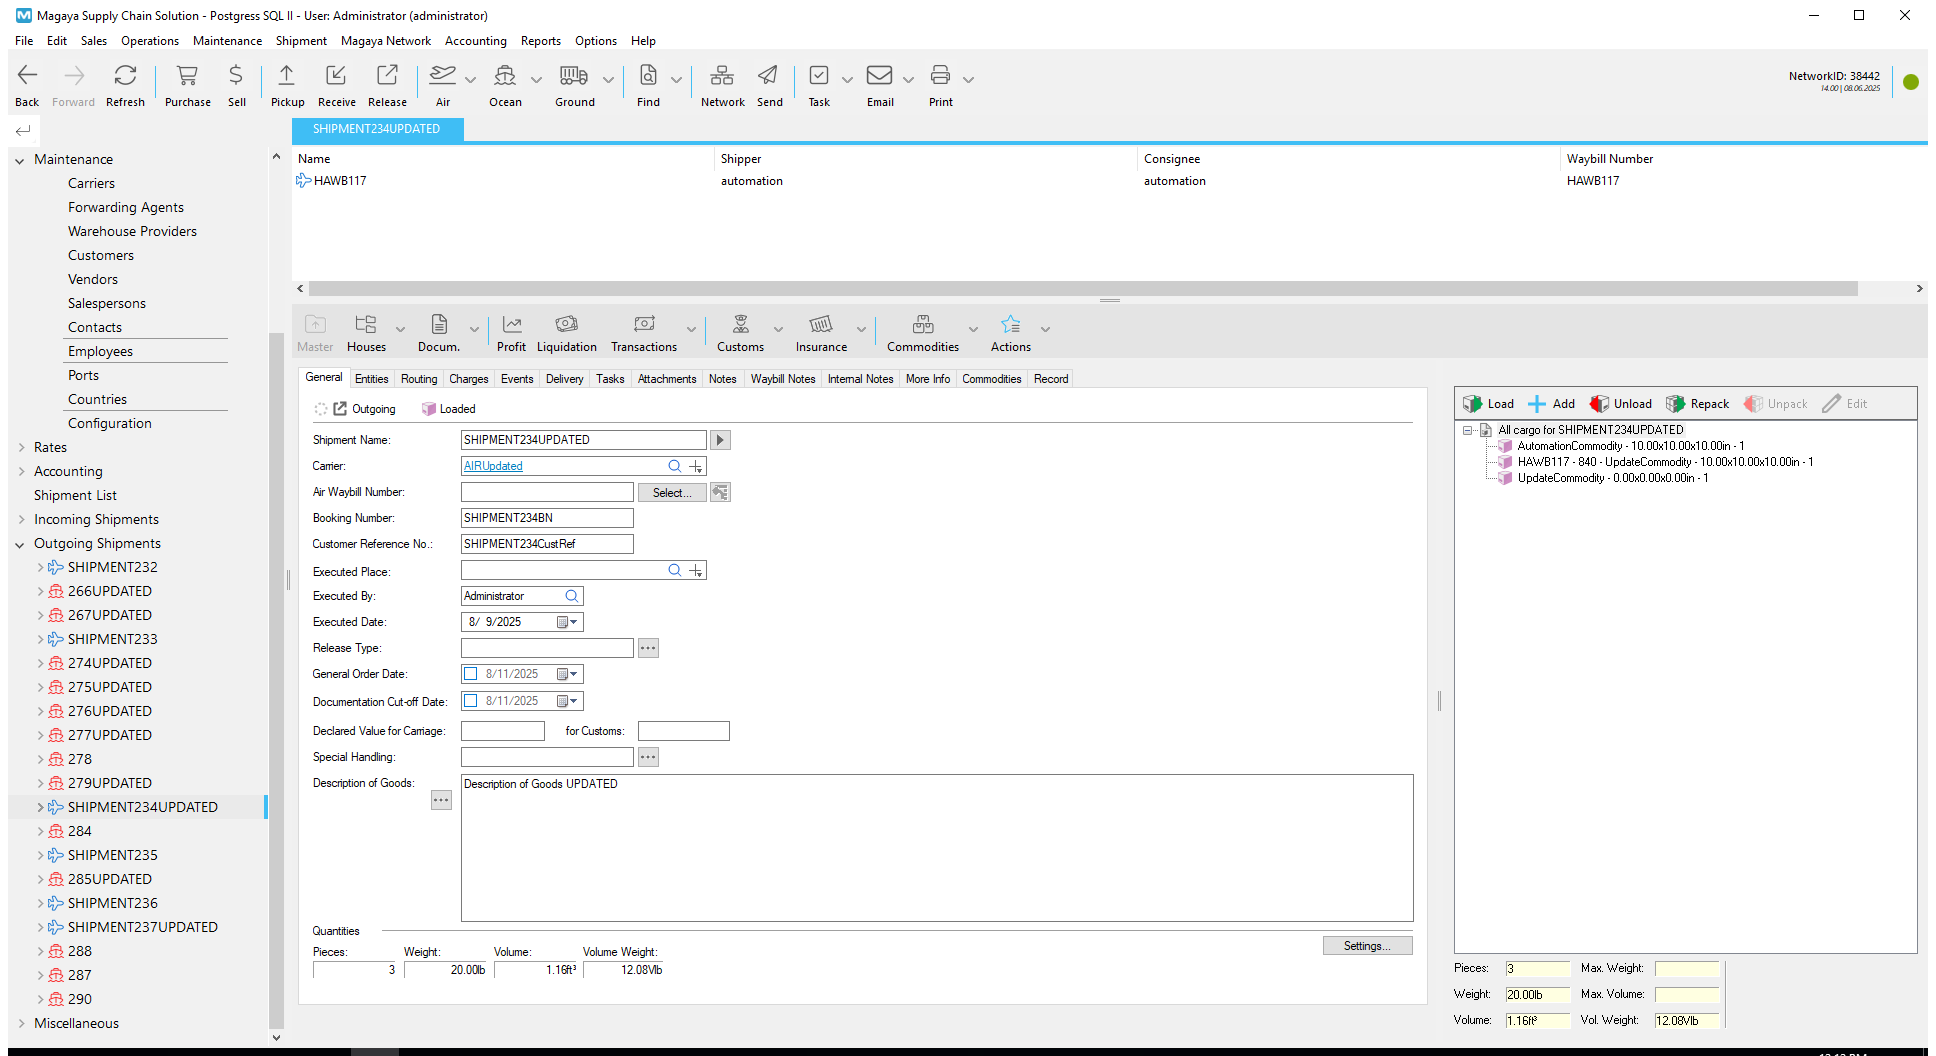 Magaya Supply Chain Solution - Postgress SQL II - User: Administrator (administrator)
File Edit Sales Operations Maintenance Shipment Magaya Network Accounting Reports Options Help
Back Forward Refresh Purchase Sell Pickup Receive Release Air Ocean Ground Find Network Send Task Email Print
NetworkID: 38442
14.00 | 08.06.2025
Maintenance
Carriers
Forwarding Agents
Warehouse Providers
Customers
Vendors
Salespersons
Contacts
Employees
Ports
Countries
Configuration
Rates
Accounting
Shipment List
Incoming Shipments
Outgoing Shipments
SHIPMENT232
266UPDATED
267UPDATED
SHIPMENT233
274UPDATED
275UPDATED
276UPDATED
277UPDATED
278
279UPDATED
SHIPMENT234UPDATED
284
SHIPMENT235
285UPDATED
SHIPMENT236
SHIPMENT237UPDATED
288
287
290
Miscellaneous
SHIPMENT234UPDATED
Name Shipper Consignee Waybill Number
HAWB117 automation automation HAWB117
Master Houses Docum. Profit Liquidation Transactions Customs Insurance Commodities Actions
General Entities Routing Charges Events Delivery Tasks Attachments Notes Waybill Notes Internal Notes More Info Commodities Record
Outgoing Loaded
Shipment Name: SHIPMENT234UPDATED
Carrier: AIRUpdated
Air Waybill Number: Select...
Booking Number: SHIPMENT234BN
Customer Reference No.: SHIPMENT234CustRef
Executed Place:
Executed By: Administrator
Executed Date: 8/ 9/2025
Release Type:
General Order Date: 8/11/2025
Documentation Cut-off Date: 8/11/2025
Declared Value for Carriage: for Customs:
Special Handling:
Description of Goods: Description of Goods UPDATED
Quantities
Settings...
Pieces: Weight: Volume: Volume Weight:
3 20.00lb 1.16ft³ 12.08Vlb
Load Add Unload Repack Unpack Edit
All cargo for SHIPMENT234UPDATED
AutomationCommodity - 10.00x10.00x10.00in - 1
HAWB117 - 840 - UpdateCommodity - 10.00x10.00x10.00in - 1
UpdateCommodity - 0.00x0.00x0.00in - 1
Pieces: 3 Max. Weight:
Weight: 20.00lb Max. Volume:
Volume: 1.16ft³ Vol. Weight: 12.08Vlb